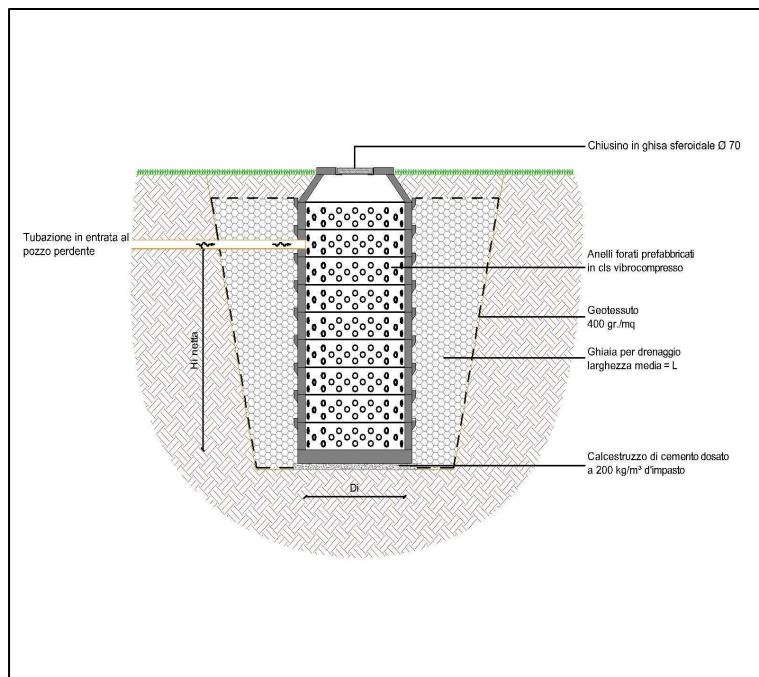 Chiusino in ghisa sferoidale Ø 70
Tubazione in entrata al
pozzo perdente
Anelli forati prefabbricati
in cls vibrocompresso
Geotessuto
400 gr./mq
Hi netta
Ghiaia per drenaggio
larghezza media = L
Calcestruzzo di cemento dosato
a 200 kg/m³ d'impasto
Di